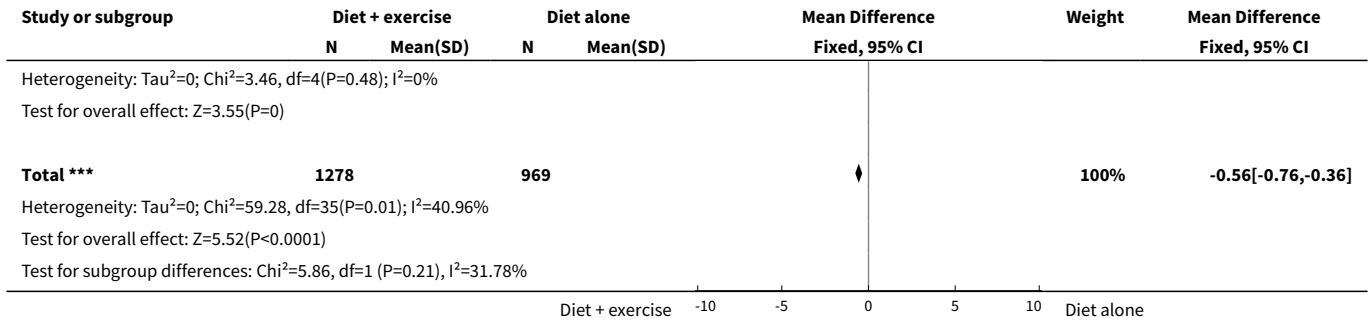 Study or subgroup Diet + exercise Diet alone Mean Difference Weight Mean Difference
N Mean(SD) N Mean(SD) Fixed, 95% CI Fixed, 95% CI
Heterogeneity: Tau²=0; Chi²=3.46, df=4(P=0.48); I²=0%
Test for overall effect: Z=3.55(P=0)
Total *** 1278 969 100% -0.56[-0.76,-0.36]
Heterogeneity: Tau²=0; Chi²=59.28, df=35(P=0.01); I²=40.96%
Test for overall effect: Z=5.52(P<0.0001)
Test for subgroup differences: Chi²=5.86, df=1 (P=0.21), I²=31.78%
Diet + exercise -10 -5 0 5 10 Diet alone